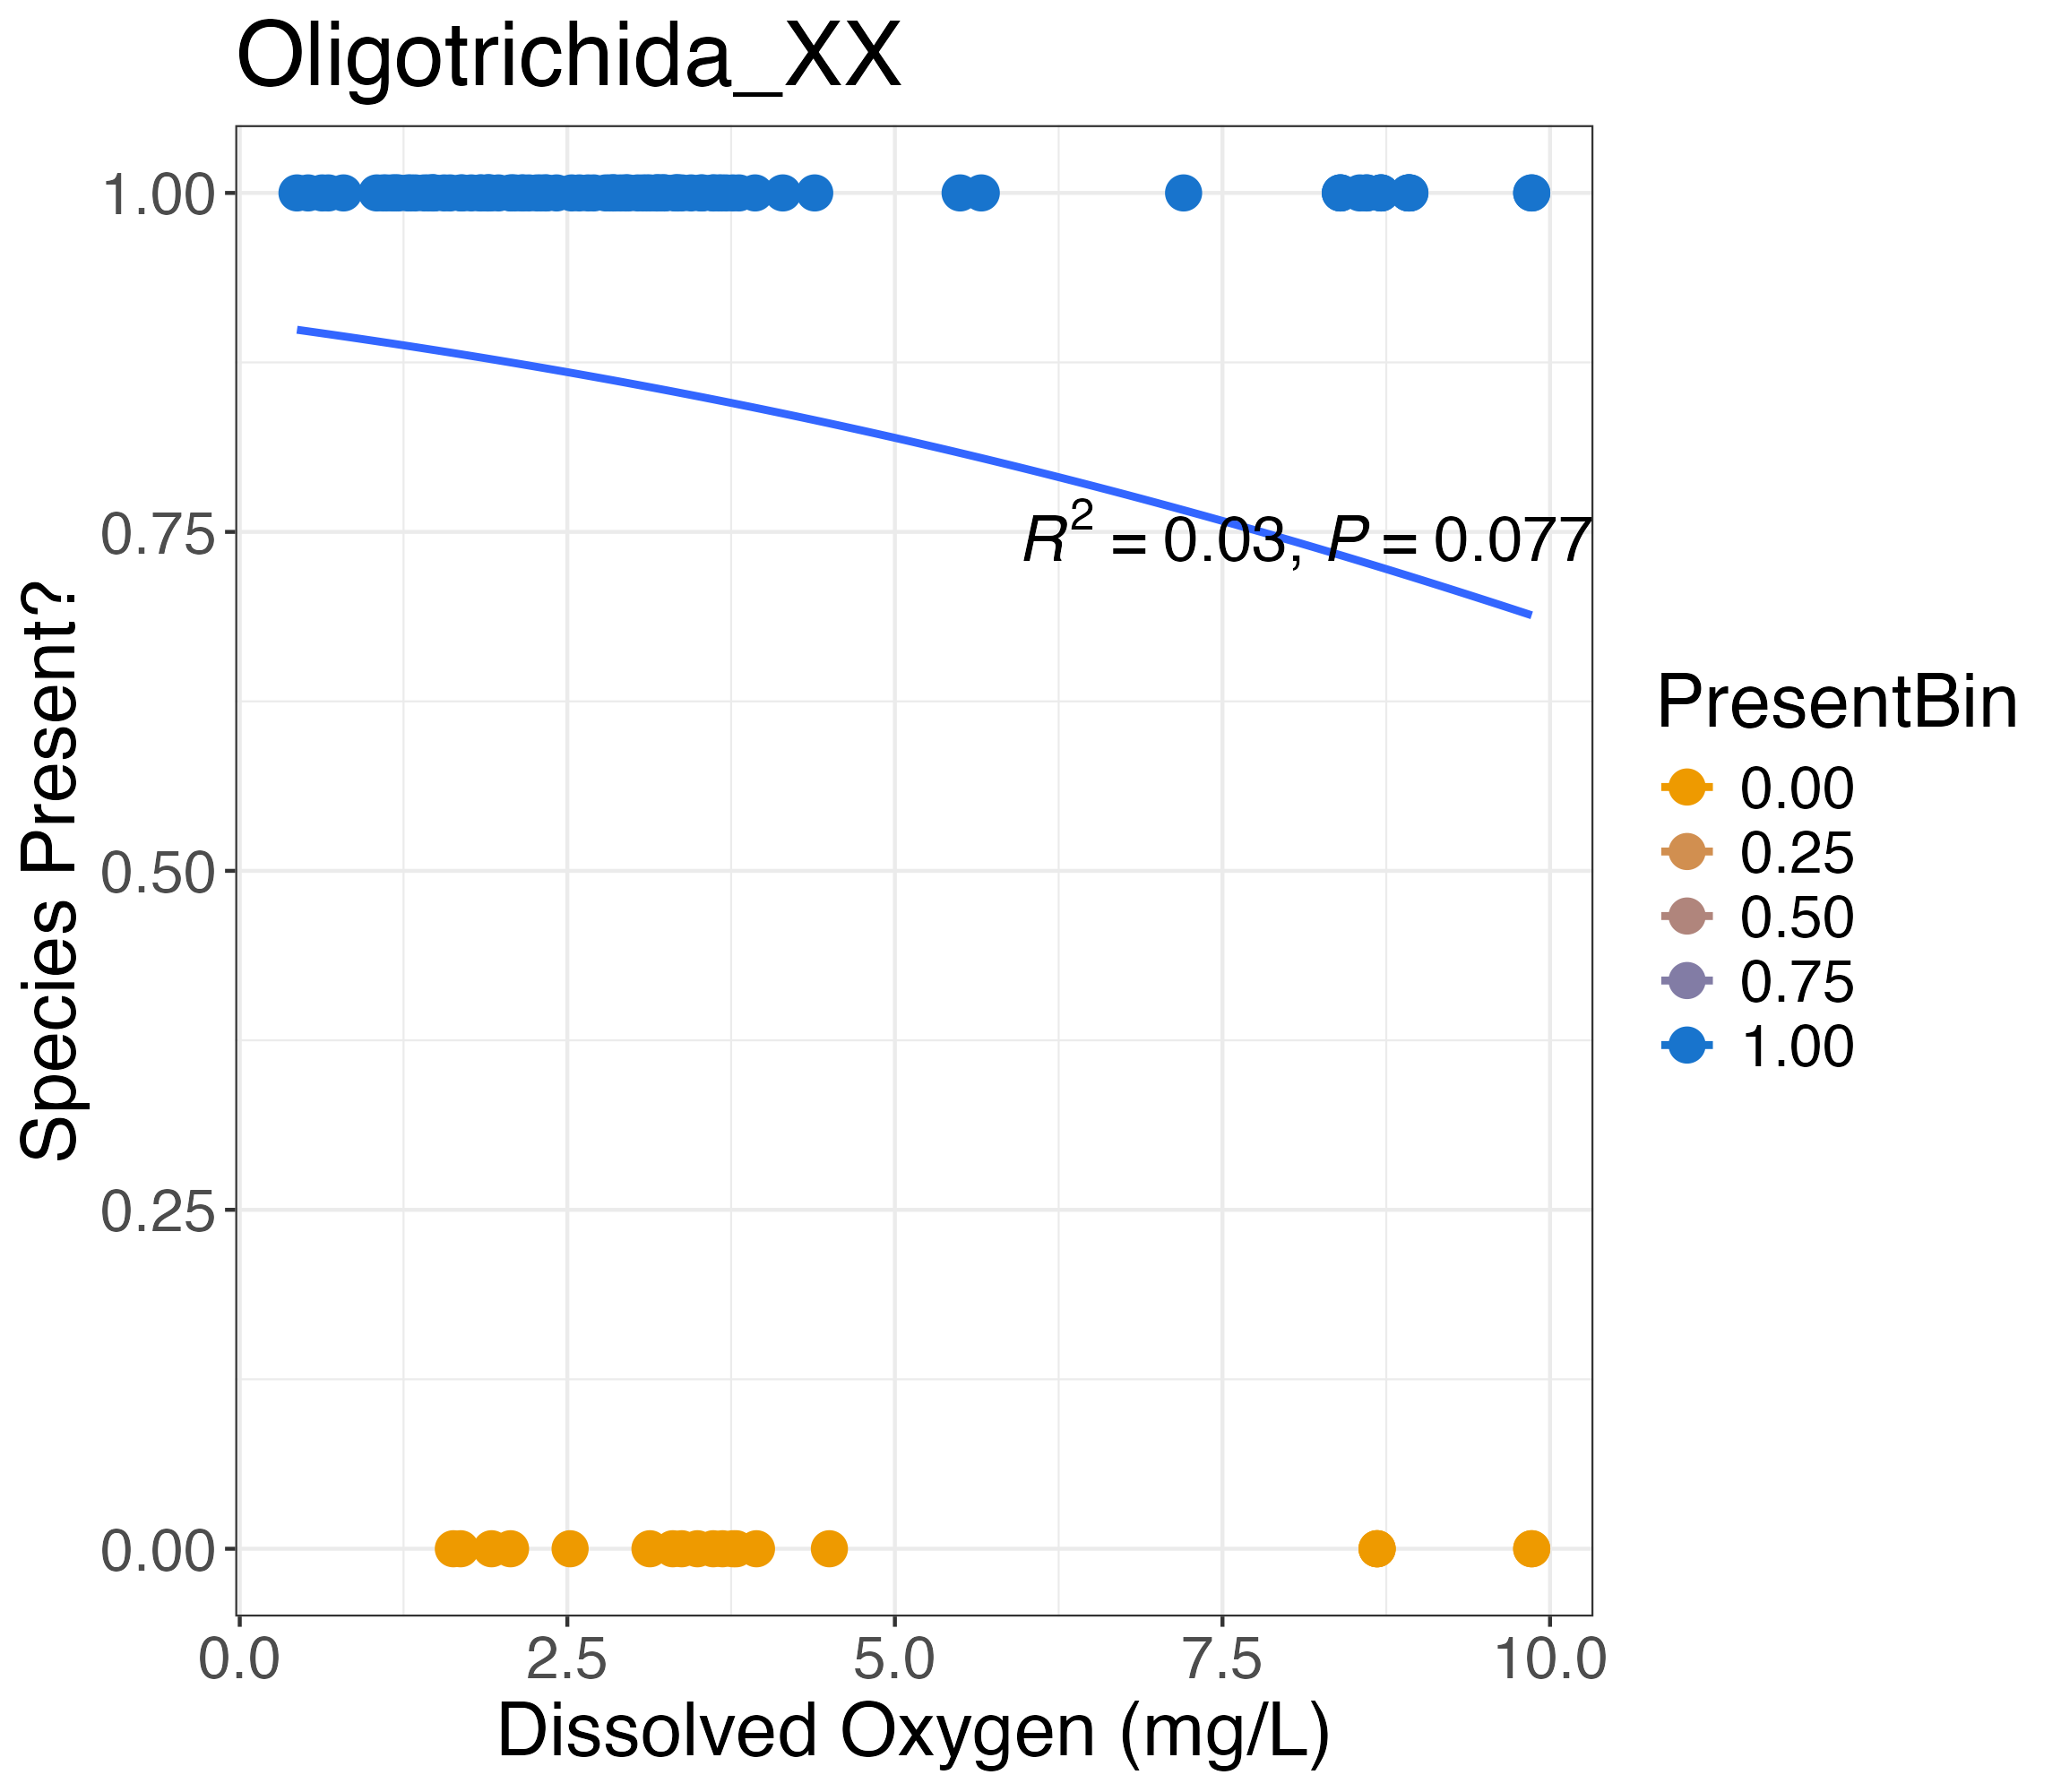 Oligotrichida_XX
1.00
0.75
0.50
0.25
0.00
Species Present?
R² = 0.03, P = 0.077
0.0 2.5 5.0 7.5 10.0
Dissolved Oxygen (mg/L)
PresentBin
0.00
0.25
0.50
0.75
1.00